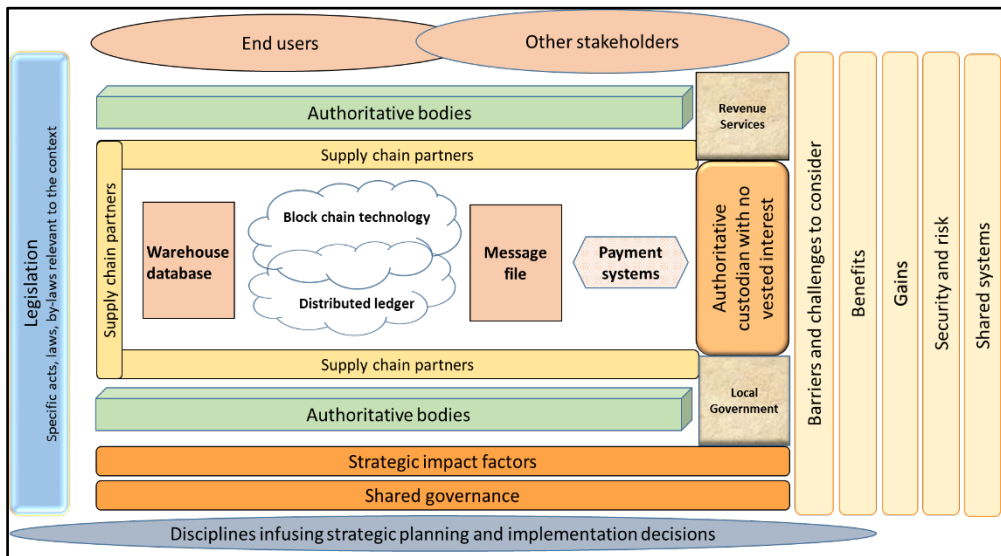 End users
Other stakeholders
Legislation
Specific acts, laws, by-laws relevant to the context
Authoritative bodies
Revenue
Services
Supply chain partners
Supply chain partners
Warehouse
database
Block chain technology
Distributed ledger
Message
file
Payment
systems
Authoritative
custodian with no
vested interest
Supply chain partners
Authoritative bodies
Local
Government
Strategic impact factors
Shared governance
Disciplines infusing strategic planning and implementation decisions
Barriers and challenges to consider
Benefits
Gains
Security and risk
Shared systems